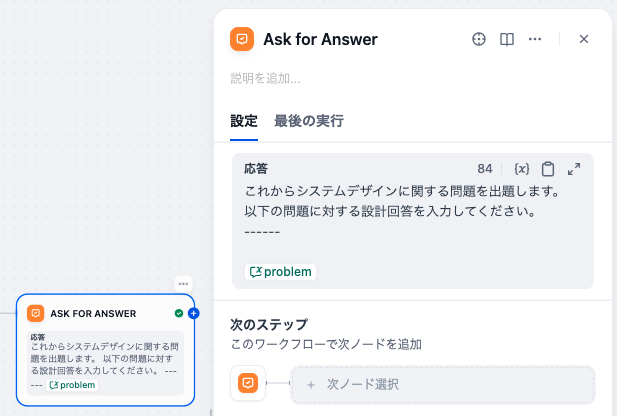 Ask for Answer
説明を追加...
設定 最後の実行
応答 84 {x}
これからシステムデザインに関する問題を出題します。
以下の問題に対する設計回答を入力してください。
------
problem
次のステップ
このワークフローで次ノードを追加
+ 次ノード選択
ASK FOR ANSWER
応答
これからシステムデザインに関する問
題を出題します。 以下の問題に対す
る設計回答を入力してください。 ---
--- problem